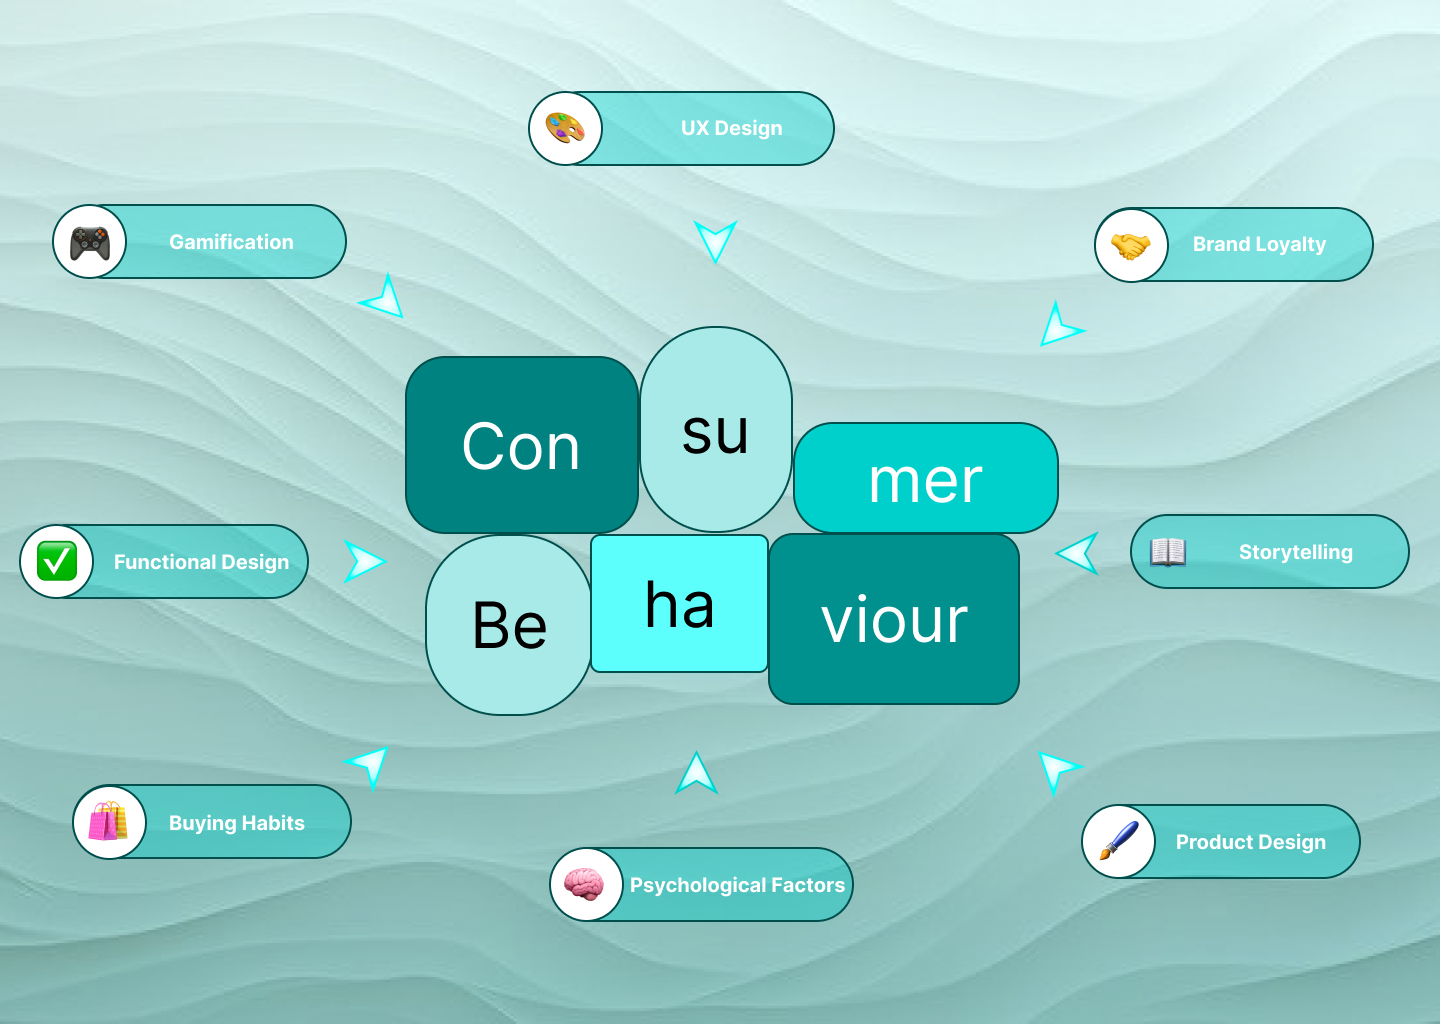 UX Design
Gamification
Brand Loyalty
Con
su
mer
Be
ha
viour
Functional Design
Storytelling
Buying Habits
Psychological Factors
Product Design